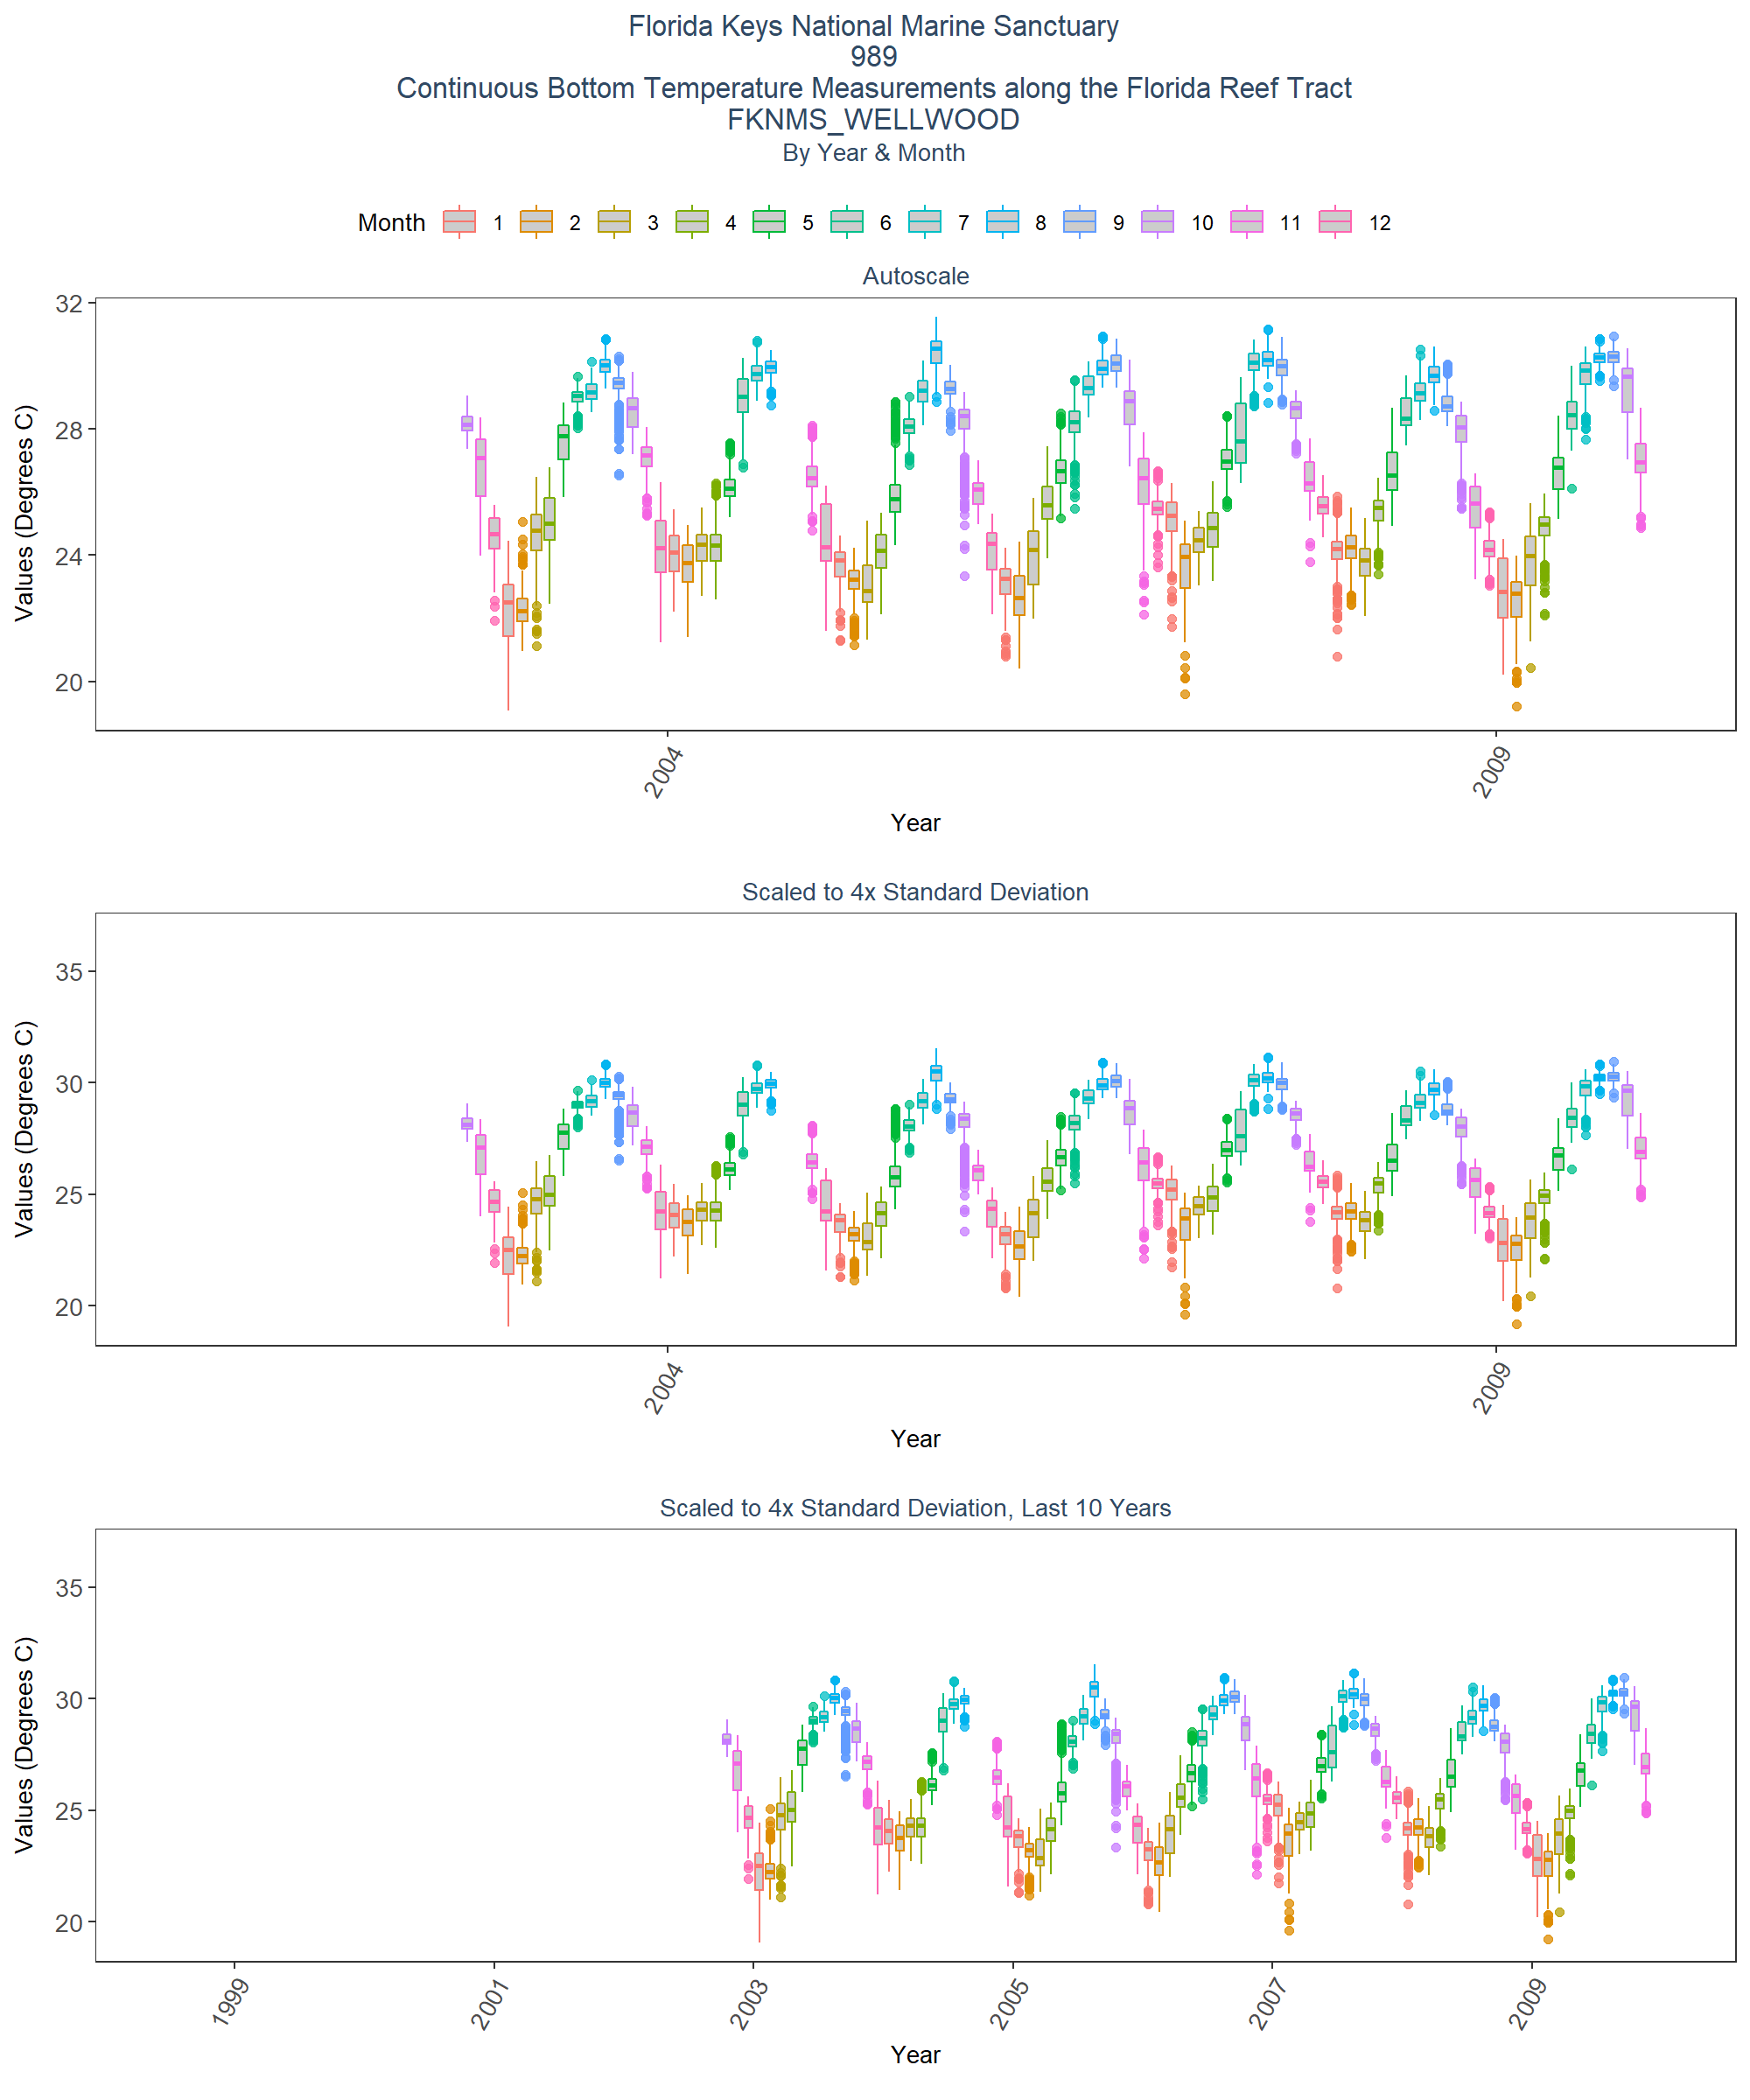 Florida Keys National Marine Sanctuary
989
Continuous Bottom Temperature Measurements along the Florida Reef Tract
FKNMS_WELLWOOD
By Year & Month
Month 1 2 3 4 5 6 7 8 9 10 11 12
Autoscale
Values (Degrees C)
32
28
24
20
2004 2009
Year
Scaled to 4x Standard Deviation
Values (Degrees C)
35
30
25
20
2004 2009
Year
Scaled to 4x Standard Deviation, Last 10 Years
Values (Degrees C)
35
30
25
20
1999 2001 2003 2005 2007 2009
Year